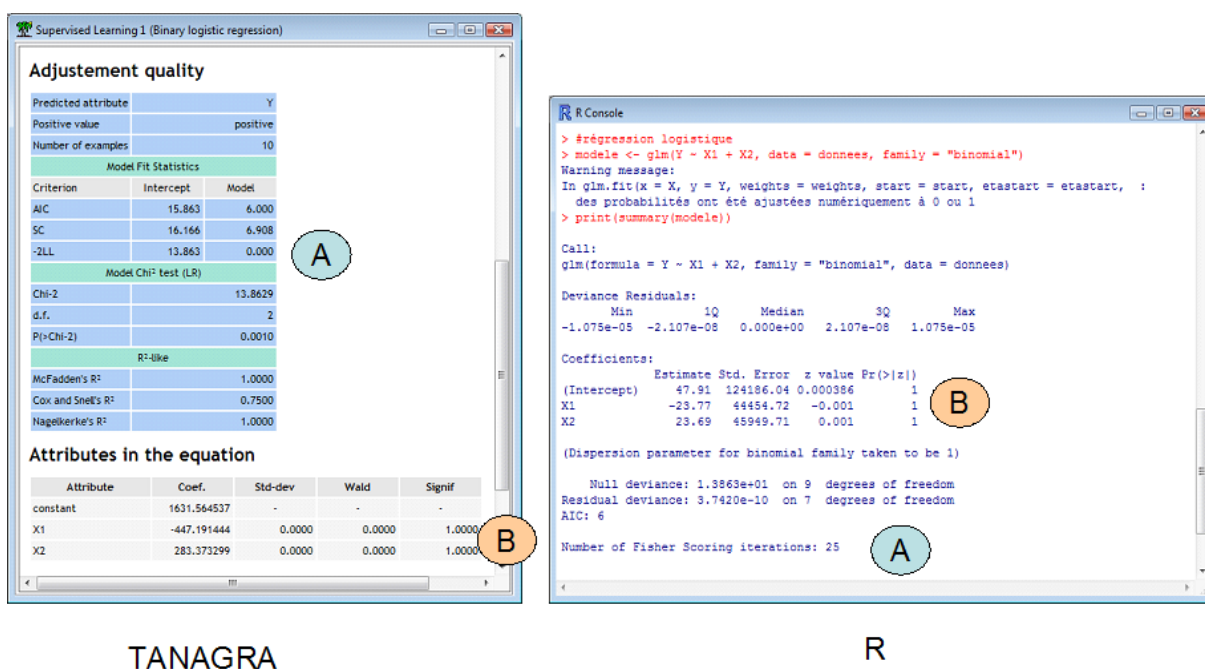 Supervised Learning 1 (Binary logistic regression)
Adjustement quality
Predicted attribute Y
Positive value positive
Number of examples 10
Model Fit Statistics
Criterion Intercept Model
AIC 15.863 6.000
SC 16.166 6.908
-2LL 13.863 0.000
A
Model Chi² test (LR)
Chi-2 13.8629
d.f. 2
P(>Chi-2) 0.0010
R²-like
McFadden's R² 1.0000
Cox and Snell's R² 0.7500
Nagelkerke's R² 1.0000
Attributes in the equation
Attribute Coef. Std-dev Wald Signif
constant 1631.564537 - - -
X1 -447.191444 0.0000 0.0000 1.0000
X2 283.373299 0.0000 0.0000 1.0000
B
TANAGRA
R Console
> #régression logistique
> modele <- glm(Y ~ X1 + X2, data = donnees, family = "binomial")
Warning message:
In glm.fit(x = X, y = Y, weights = weights, start = start, etastart = etastart, :
des probabilités ont été ajustées numériquement à 0 ou 1
> print(summary(modele))
Call:
glm(formula = Y ~ X1 + X2, family = "binomial", data = donnees)
Deviance Residuals:
Min 1Q Median 3Q Max
-1.075e-05 -2.107e-08 0.000e+00 2.107e-08 1.075e-05
Coefficients:
Estimate Std. Error z value Pr(>|z|)
(Intercept) 47.91 124186.04 0.000386 1
X1 -23.77 44454.72 -0.001 1
X2 23.69 45949.71 0.001 1
B
(Dispersion parameter for binomial family taken to be 1)
Null deviance: 1.3863e+01 on 9 degrees of freedom
Residual deviance: 3.7420e-10 on 7 degrees of freedom
AIC: 6
Number of Fisher Scoring iterations: 25
A
R